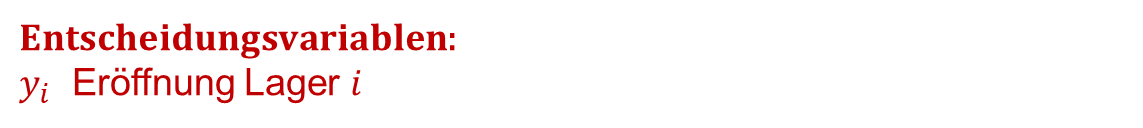 Entscheidungsvariablen:
yᵢ Eröffnung Lager i